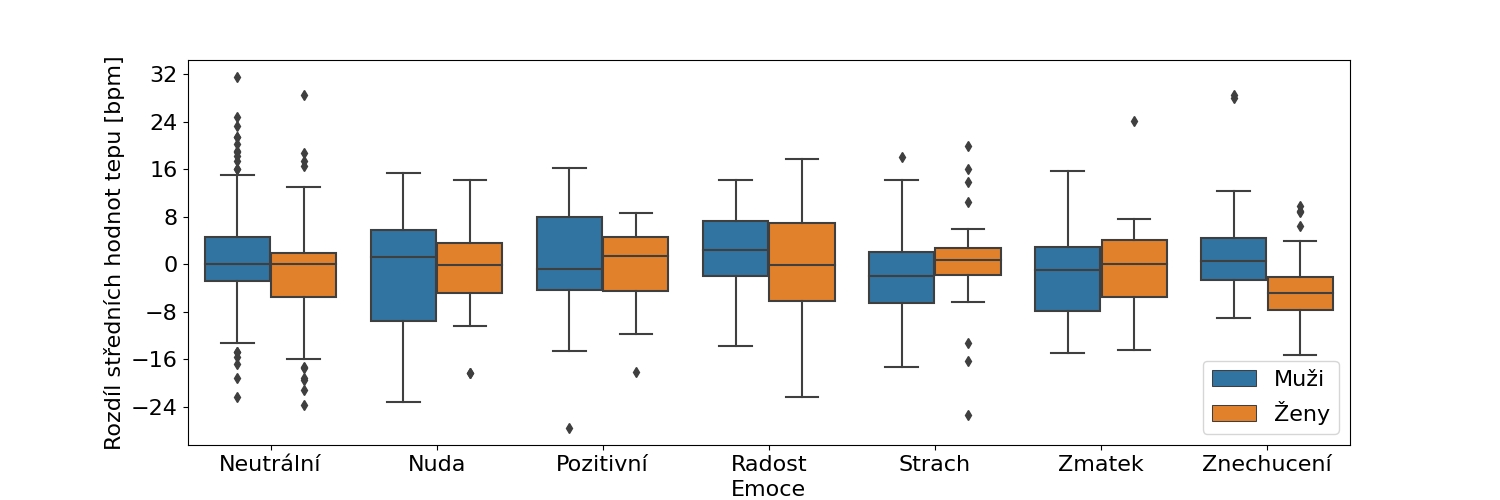 Rozdíl středních hodnot tepu [bpm]
32
24
16
8
0
−8
−16
−24
Neutrální Nuda Pozitivní Radost Strach Zmatek Znechucení
Emoce
Muži
Ženy